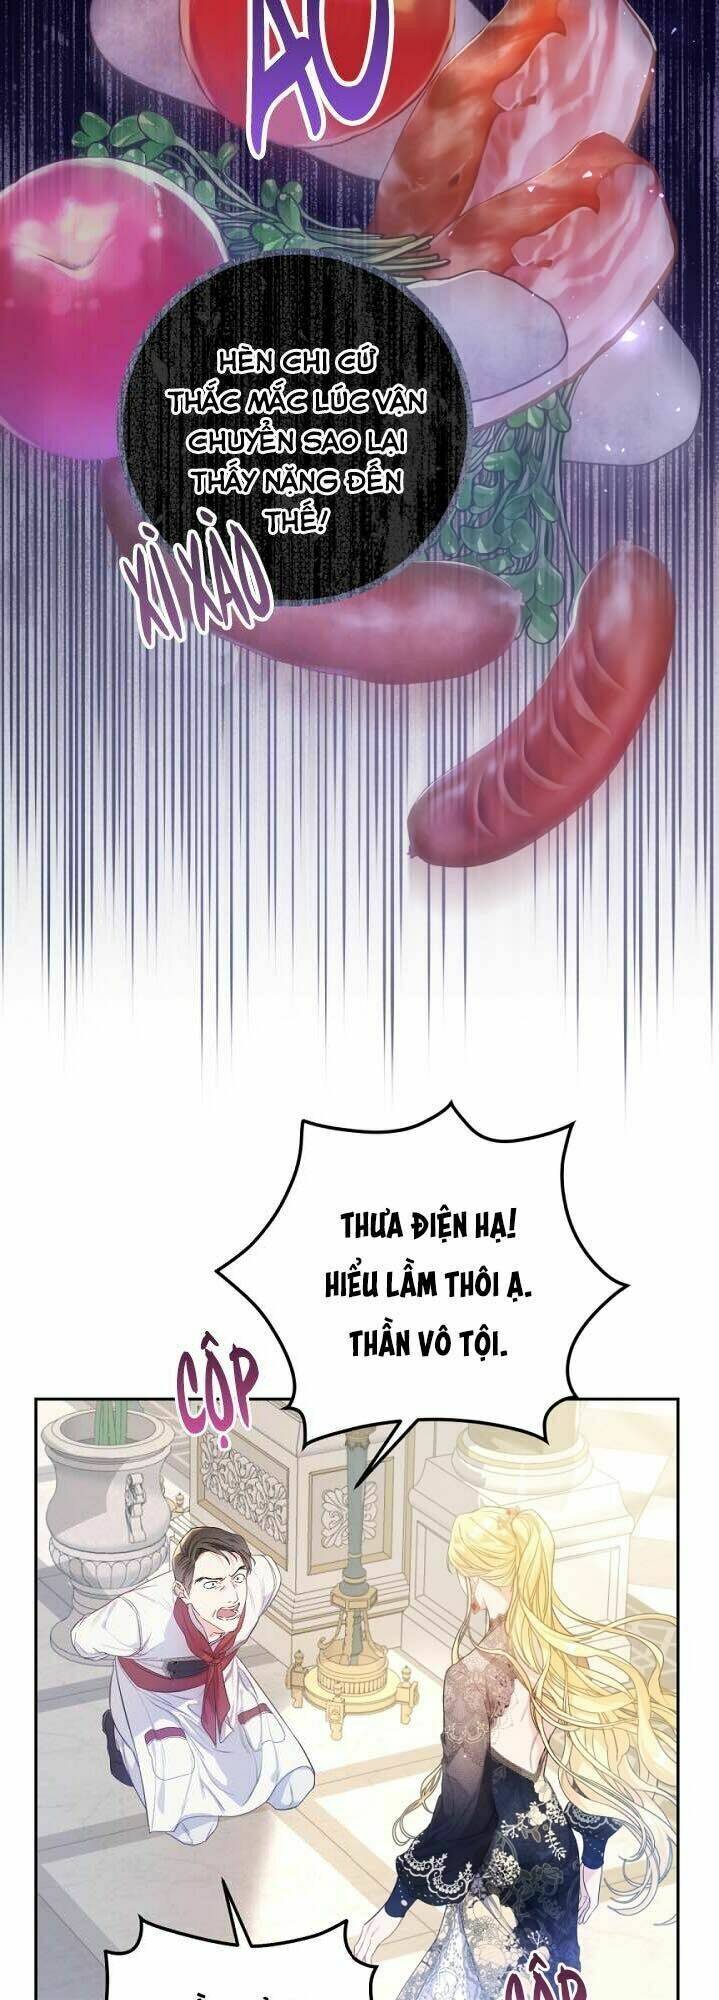 ÀO
HÈN CHI CỨ
THẮC MẮC LÚC VẬN
CHUYỂN SAO LẠI
THẤY NẶNG ĐẾN
THẾ!
XÌ XÀO
THƯA ĐIỆN HẠ!
HIỂU LẦM THÔI Ạ.
THẦN VÔ TỘI.
CỘP
CỘP